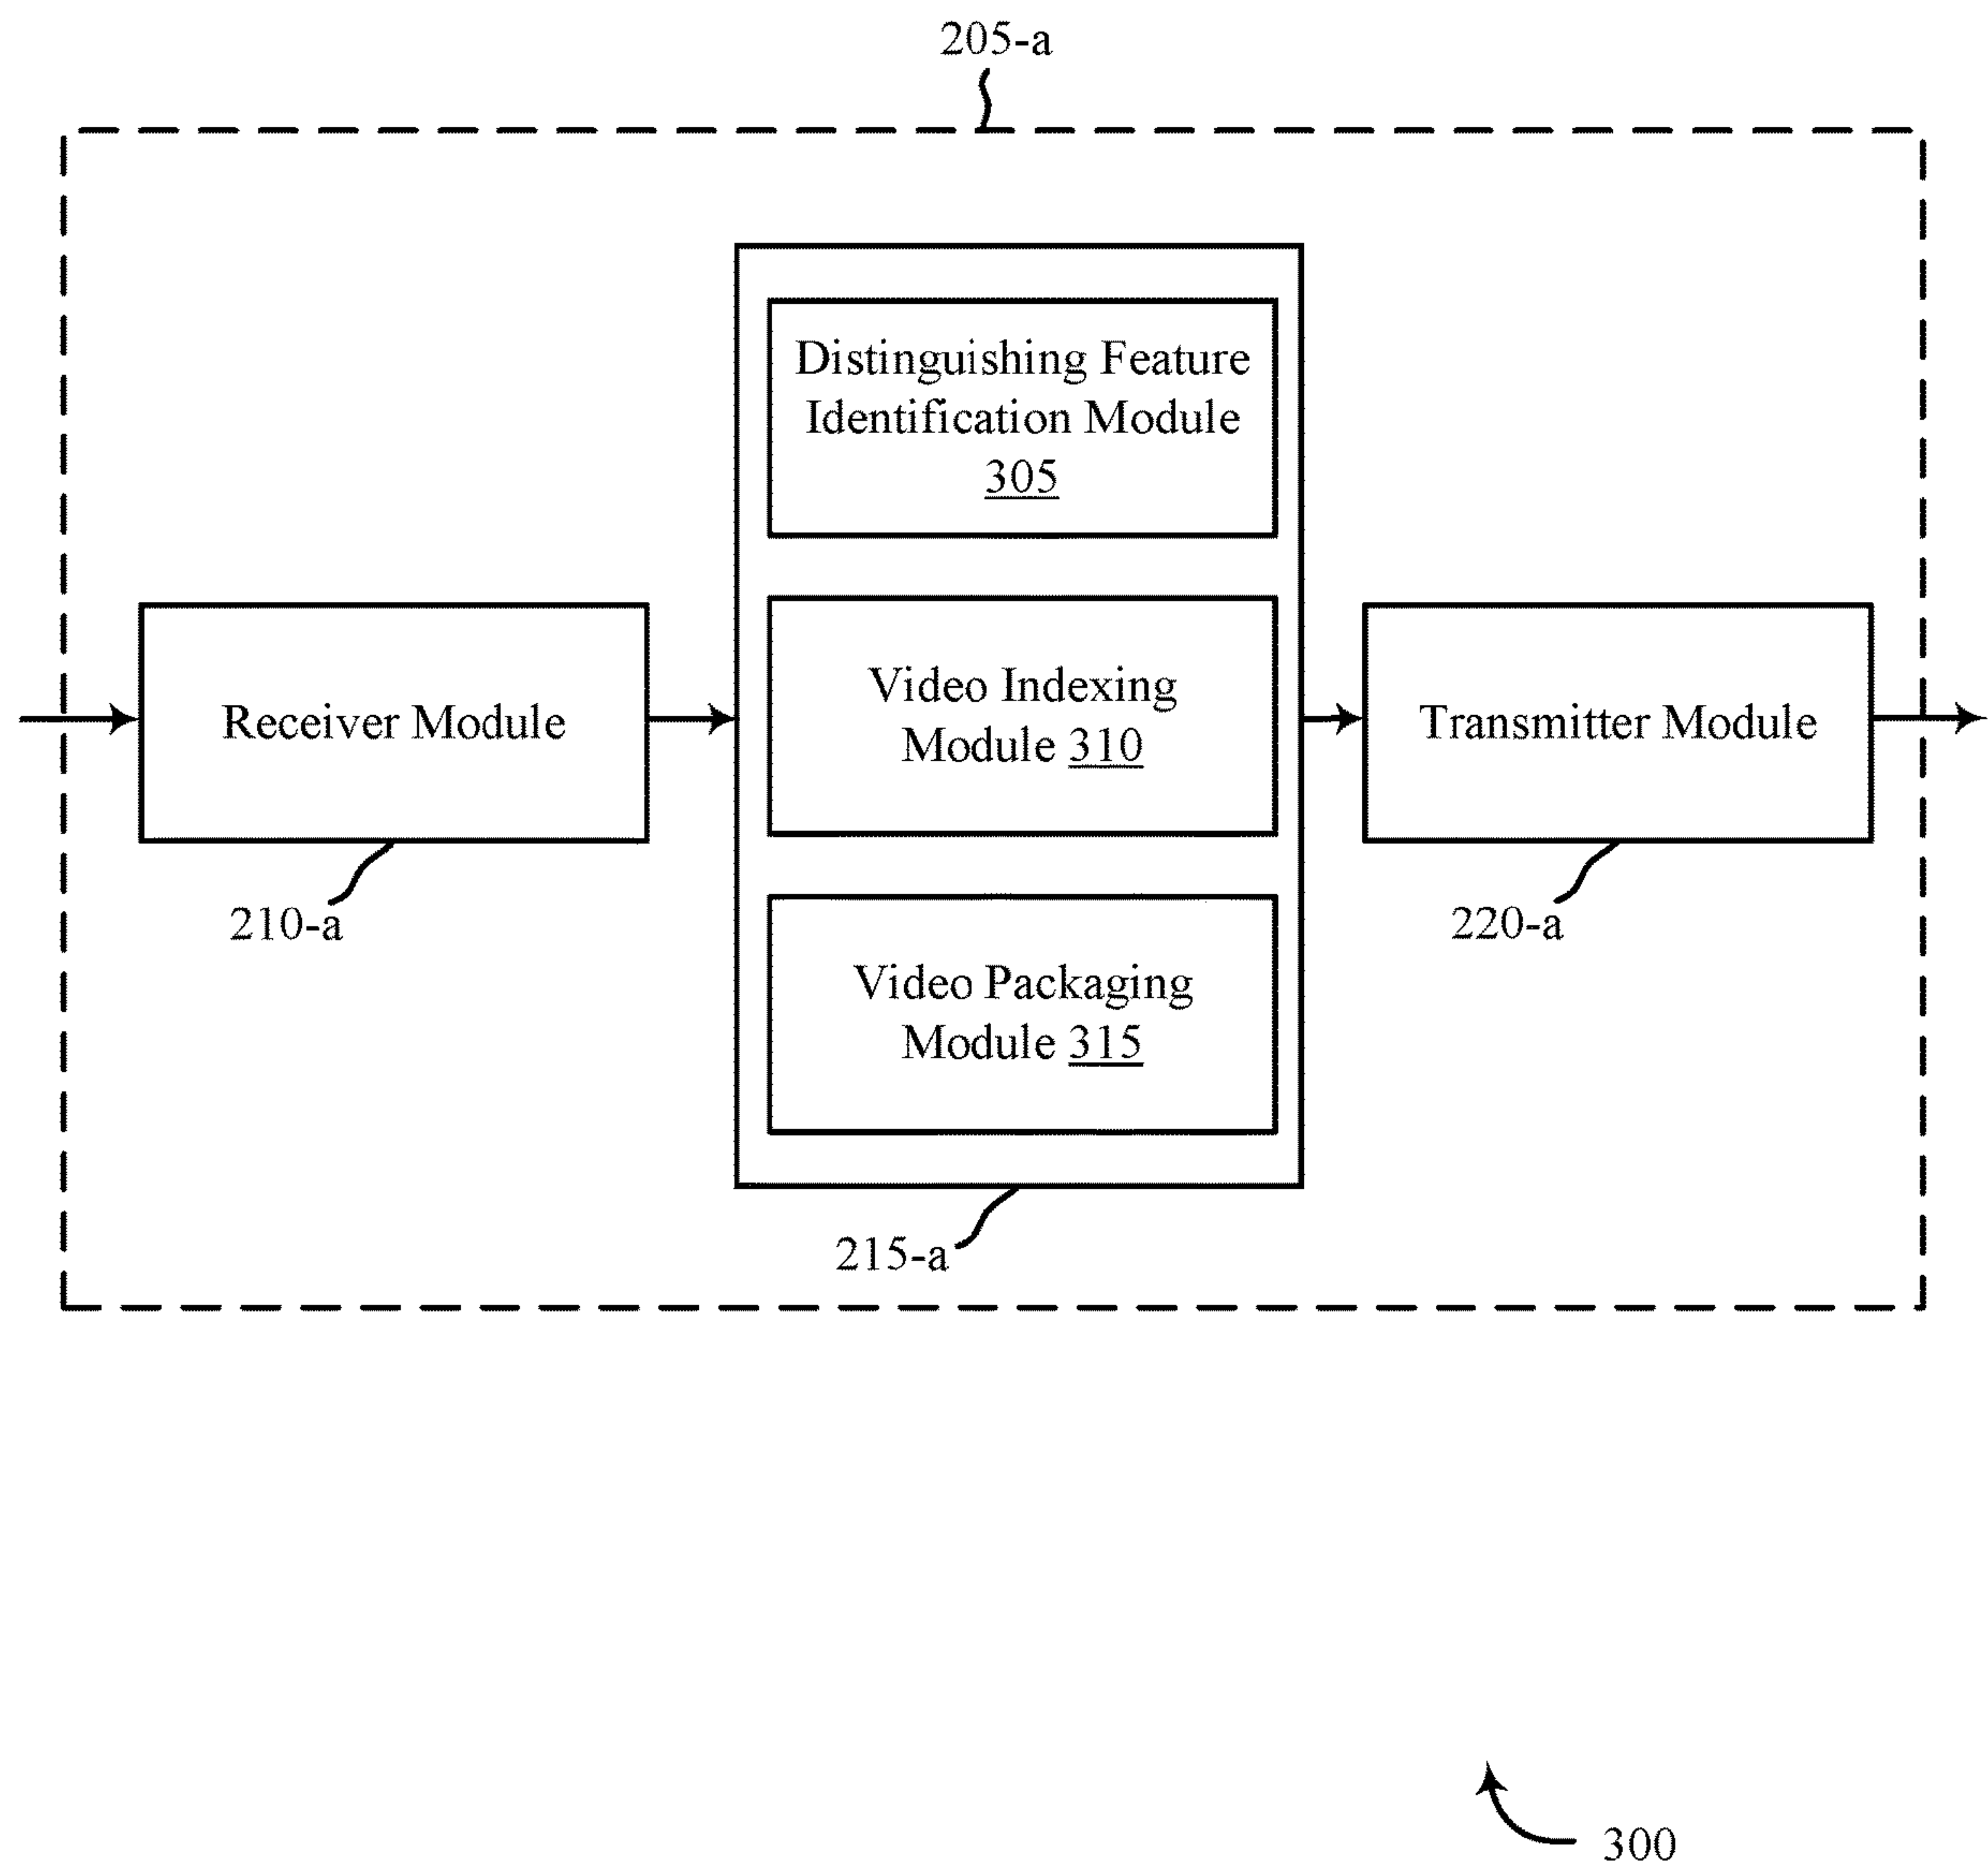 205-a
Distinguishing Feature
Identification Module
305
Receiver Module
Video Indexing
Module 310
Transmitter Module
210-a
220-a
Video Packaging
Module 315
215-a
300